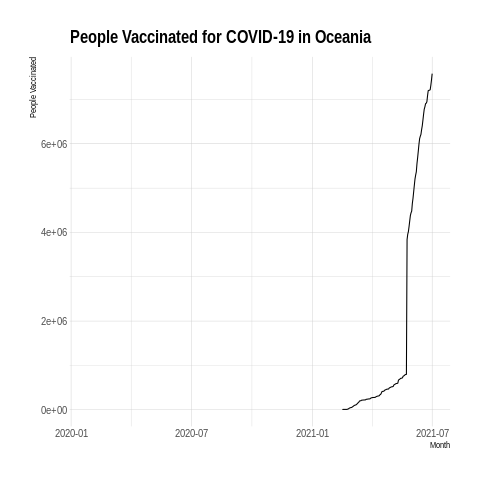 People Vaccinated for COVID-19 in Oceania
People Vaccinated
6e+06
4e+06
2e+06
0e+00
2020-01
2020-07
2021-01
2021-07
Month